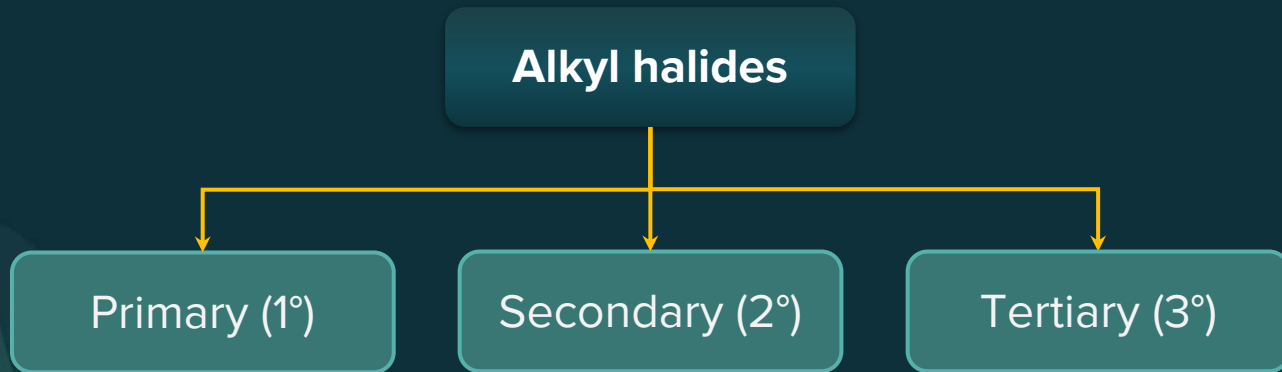 Alkyl halides
Primary (1°)
Secondary (2°)
Tertiary (3°)